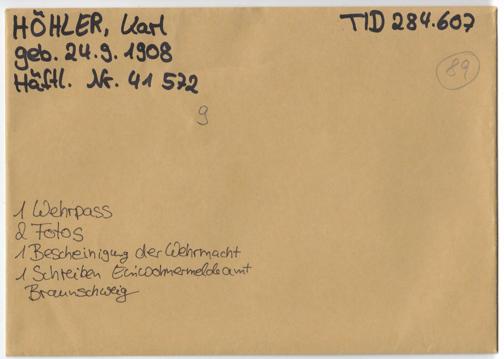 HÖHLER, Karl
TID 284.607
geb. 24.9.1908
89
Häftl. Nr. 41 572
9
1 Wehrpass
2 Fotos
1 Bescheinigung der Wehrmacht
1 Schreiben Einwohnermeldeamt
Braunschweig